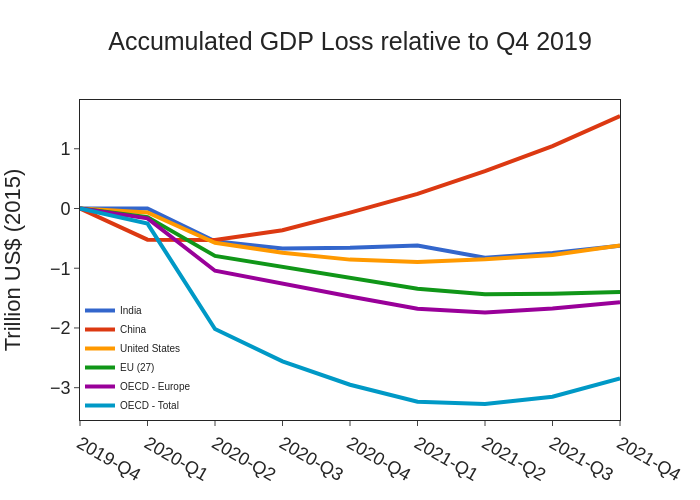 Accumulated GDP Loss relative to Q4 2019
Trillion US$ (2015)
1
0
−1
−2
−3
India
China
United States
EU (27)
OECD - Europe
OECD - Total
2019-Q4
2020-Q1
2020-Q2
2020-Q3
2020-Q4
2021-Q1
2021-Q2
2021-Q3
2021-Q4